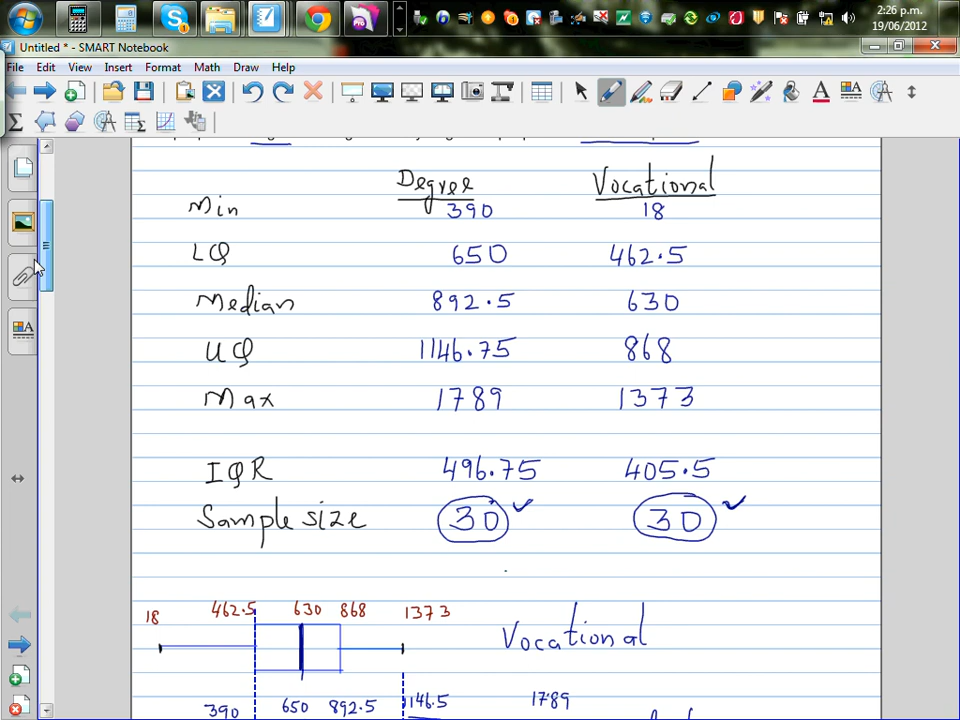 2:26 p.m.
19/06/2012
Untitled * - SMART Notebook
File Edit View Insert Format Math Draw Help
Degree Vocational
Min 390 18
LQ 650 462.5
Median 892.5 630
UQ 1146.75 868
Max 1789 1373
IQR 496.75 405.5
Sample size 30 30
18 462.5 630 868 1373
Vocational
390 650 892.5 1146.5 1789